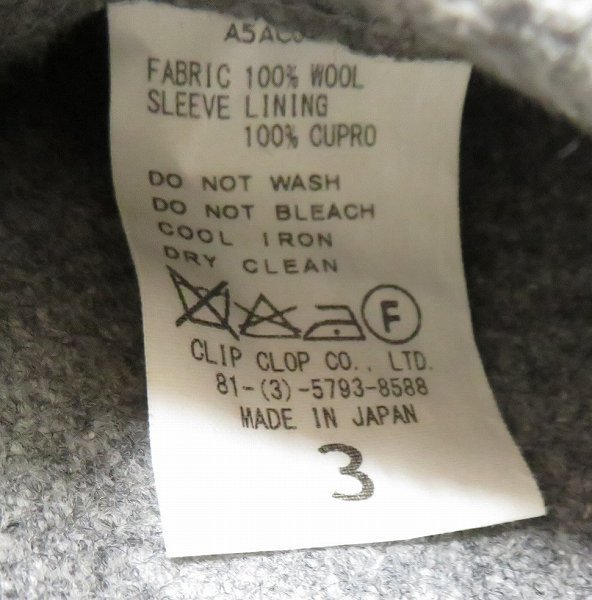 FABRIC 100% WOOL
SLEEVE LINING
100% CUPRO
DO NOT WASH
DO NOT BLEACH
COOL IRON
DRY CLEAN
F
CLIP CLOP CO., LTD.
81-(3)-5793-8588
MADE IN JAPAN
3